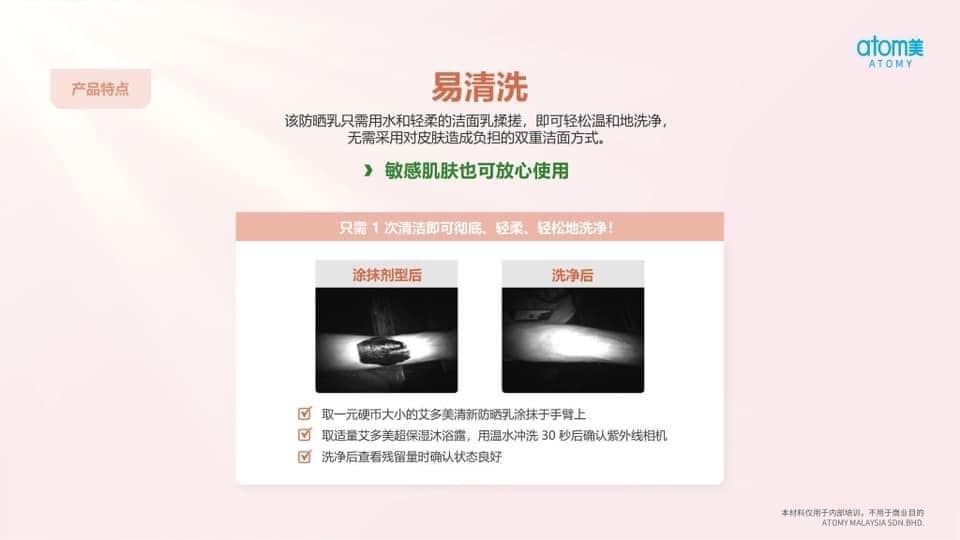 atom美
ATOMY
产品特点
易清洗
该防晒乳只需用水和轻柔的洁面乳揉搓，即可轻松温和地洗净，
无需采用对皮肤造成负担的双重洁面方式。
› 敏感肌肤也可放心使用
只需 1 次清洁即可彻底、轻柔、轻松地洗净！
涂抹剂型后
洗净后
取一元硬币大小的艾多美清新防晒乳涂抹于手臂上
取适量艾多美超保湿沐浴露，用温水冲洗 30 秒后确认紫外线相机
洗净后查看残留量时确认状态良好
本材料仅用于内部培训，不用于商业目的
ATOMY MALAYSIA SDN.BHD.